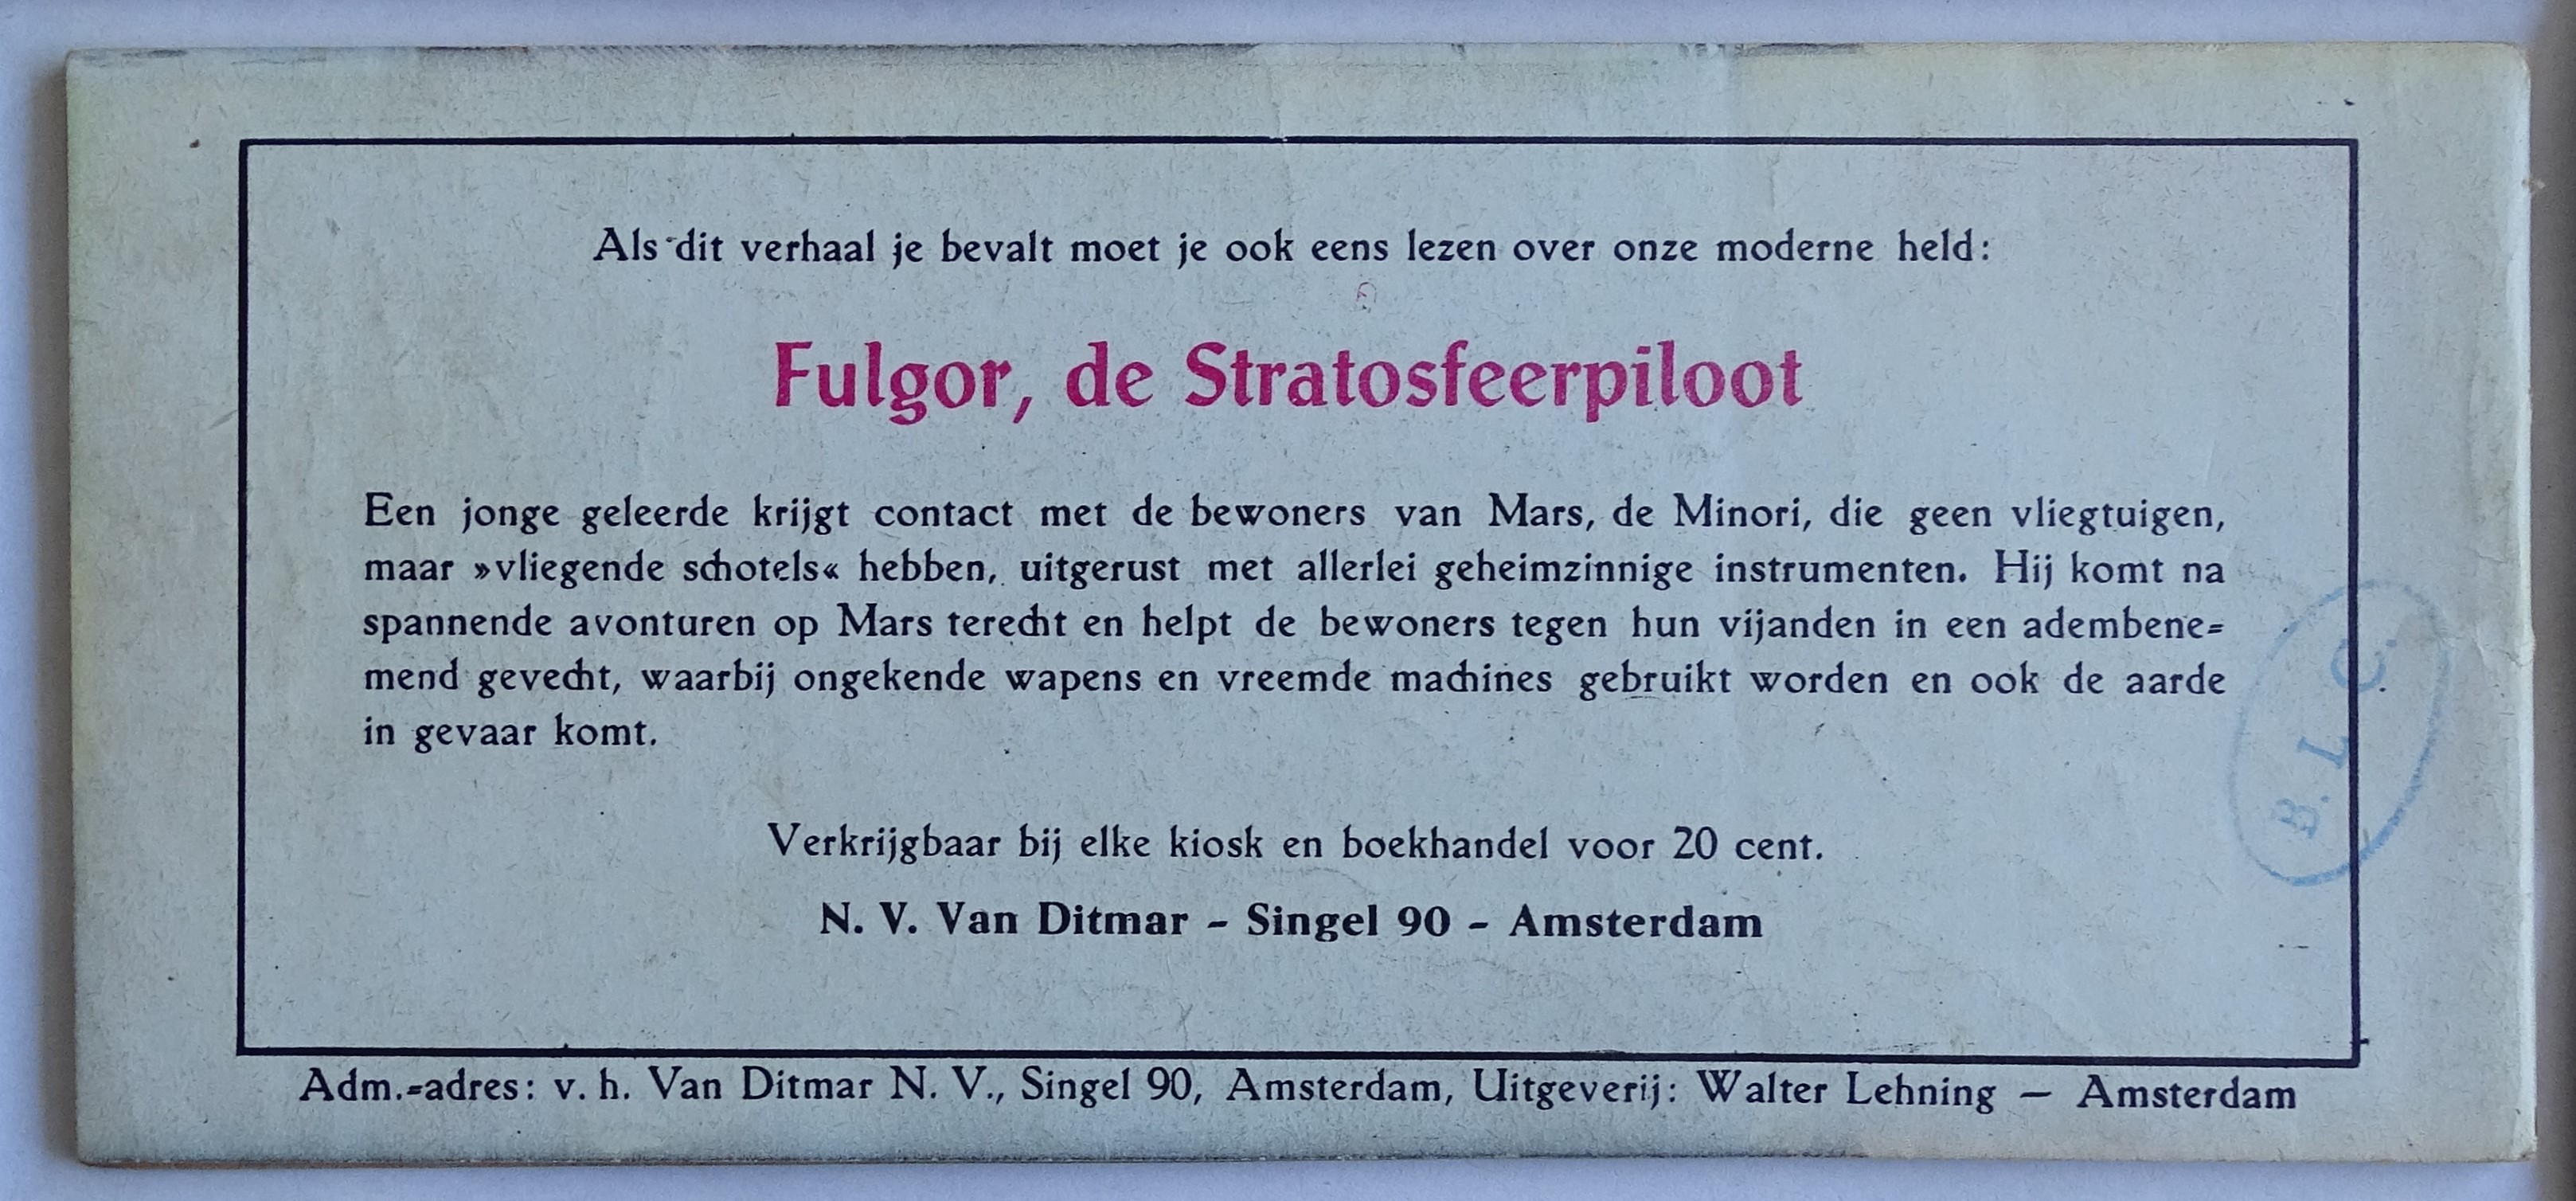 Als dit verhaal je bevalt moet je ook eens lezen over onze moderne held:
Fulgor, de Stratosfeerpiloot
Een jonge geleerde krijgt contact met de bewoners van Mars, de Minori, die geen vliegtuigen,
maar »vliegende schotels« hebben, uitgerust met allerlei geheimzinnige instrumenten. Hij komt na
spannende avonturen op Mars terecht en helpt de bewoners tegen hun vijanden in een adembene=
mend gevecht, waarbij ongekende wapens en vreemde machines gebruikt worden en ook de aarde
in gevaar komt.
Verkrijgbaar bij elke kiosk en boekhandel voor 20 cent.
N. V. Van Ditmar - Singel 90 - Amsterdam
B. L. C.
Adm.=adres: v. h. Van Ditmar N. V., Singel 90, Amsterdam, Uitgeverij: Walter Lehning — Amsterdam